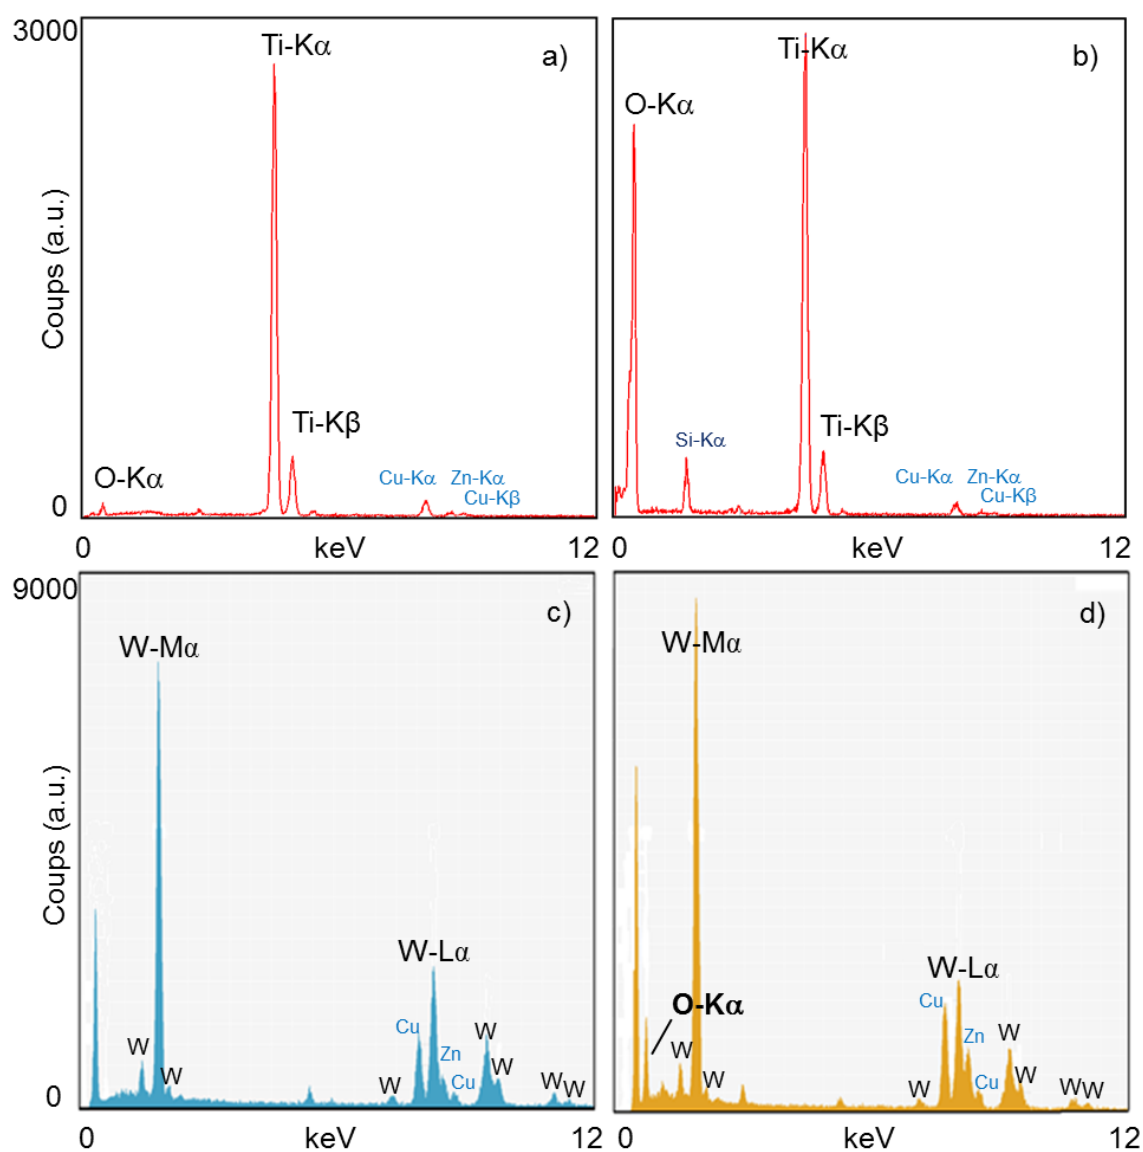 3000
Ti-Kα
a)
Ti-Kβ
O-Kα
Cu-Kα
Zn-Kα
Cu-Kβ
Coups (a.u.)
0
0
keV
12
Ti-Kα
b)
O-Kα
Si-Kα
Ti-Kβ
Cu-Kα
Zn-Kα
Cu-Kβ
0
keV
12
9000
c)
W-Mα
W-Lα
Cu
W
Zn
W
W
W
Cu
W
W
W
W
Coups (a.u.)
0
0
keV
12
d)
W-Mα
W-Lα
Cu
O-Kα
Zn
W
W
W
W
Cu
W
W
W
0
keV
12